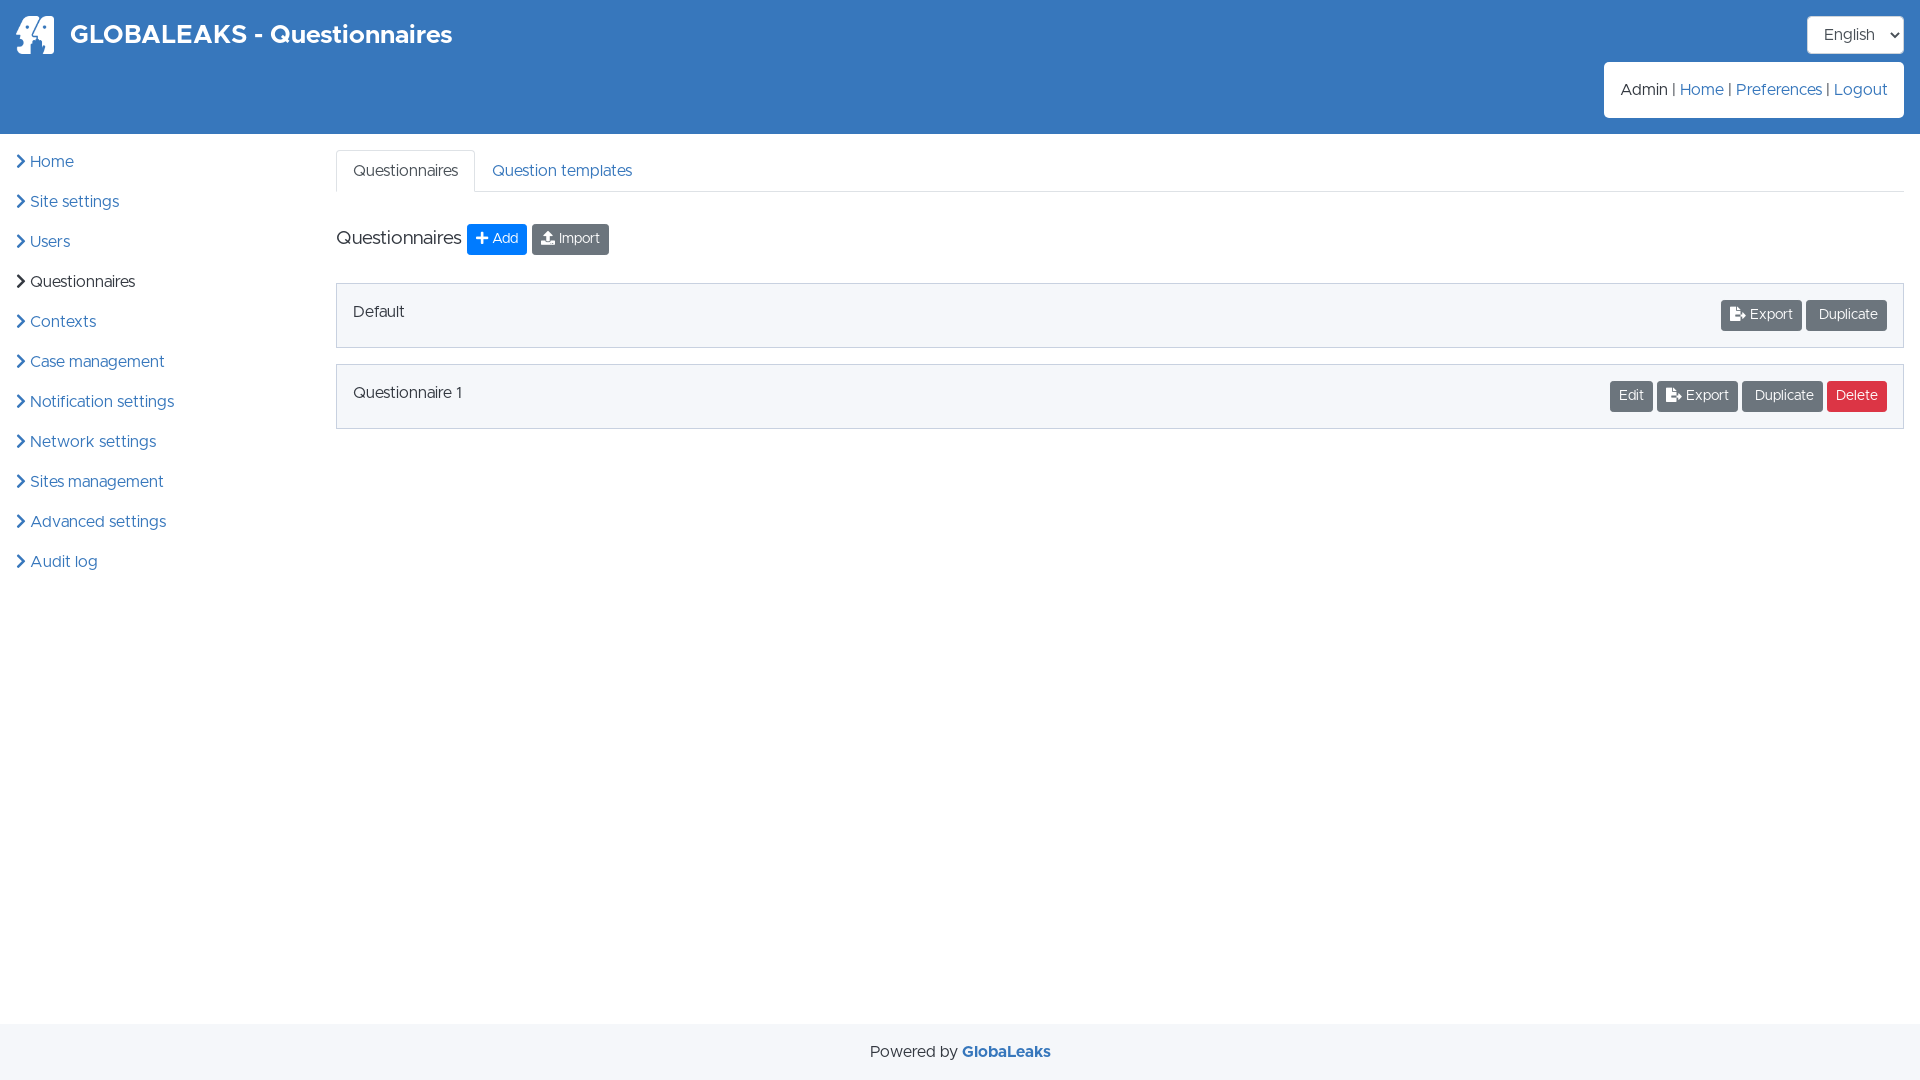 GLOBALEAKS - Questionnaires
English
Admin | Home | Preferences | Logout
Home
Site settings
Users
Questionnaires
Contexts
Case management
Notification settings
Network settings
Sites management
Advanced settings
Audit log
Questionnaires Question templates
Questionnaires Add Import
Default Export Duplicate
Questionnaire 1 Edit Export Duplicate Delete
Powered by GlobaLeaks